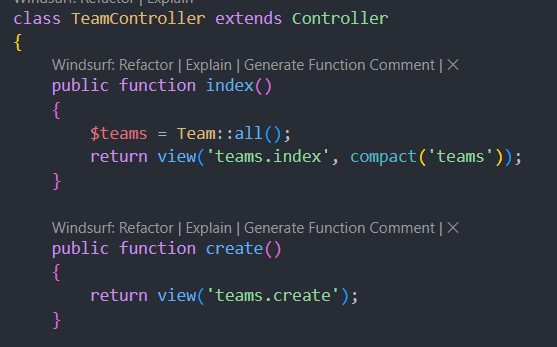 Windsurf: Refactor | Explain
class TeamController extends Controller
{
Windsurf: Refactor | Explain | Generate Function Comment | ×
public function index()
{
$teams = Team::all();
return view('teams.index', compact('teams'));
}
Windsurf: Refactor | Explain | Generate Function Comment | ×
public function create()
{
return view('teams.create');
}